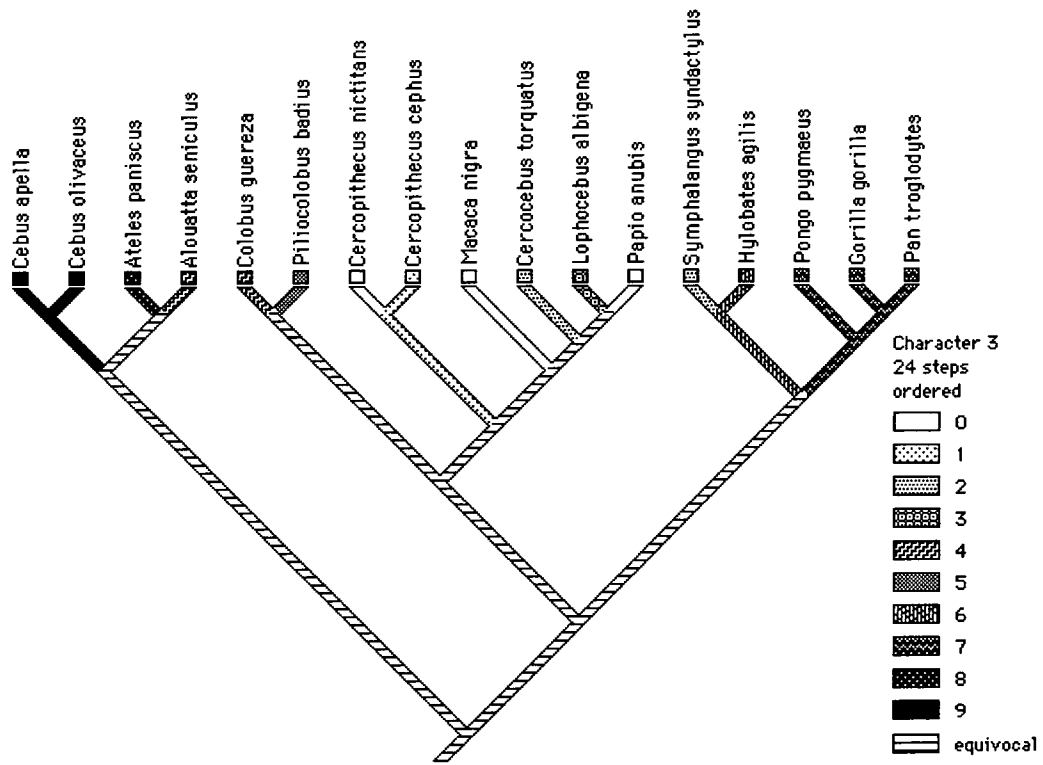 Cebus apella
Cebus olivaceus
Ateles paniscus
Alouatta seniculus
Colobus guereza
Piliocolobus badius
Cercopithecus nictitans
Cercopithecus cephus
Macaca nigra
Cercocebus torquatus
Lophocebus albigena
Papio anubis
Symphalangus syndactylus
Hylobates agilis
Pongo pygmaeus
Gorilla gorilla
Pan troglodytes
Character 3
24 steps
ordered
0
1
2
3
4
5
6
7
8
9
equivocal